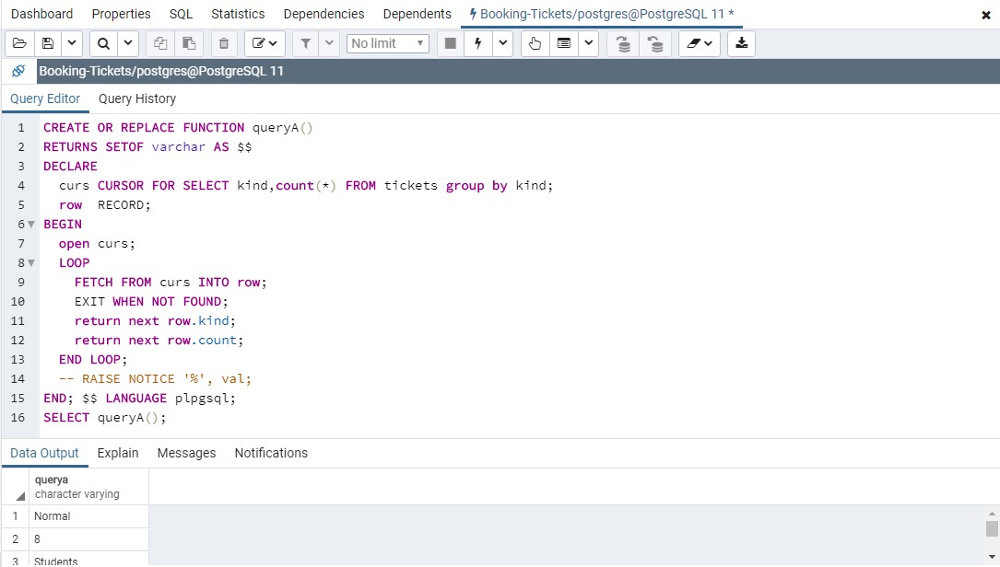 Dashboard Properties SQL Statistics Dependencies Dependents Booking-Tickets/postgres@PostgreSQL 11 *
No limit
Booking-Tickets/postgres@PostgreSQL 11
Query Editor Query History
1 CREATE OR REPLACE FUNCTION queryA()
2 RETURNS SETOF varchar AS $$
3 DECLARE
4 curs CURSOR FOR SELECT kind,count(*) FROM tickets group by kind;
5 row RECORD;
6 BEGIN
7 open curs;
8 LOOP
9 FETCH FROM curs INTO row;
10 EXIT WHEN NOT FOUND;
11 return next row.kind;
12 return next row.count;
13 END LOOP;
14 -- RAISE NOTICE '%', val;
15 END; $$ LANGUAGE plpgsql;
16 SELECT queryA();
Data Output Explain Messages Notifications
querya
character varying
1 Normal
2 8
3 Students